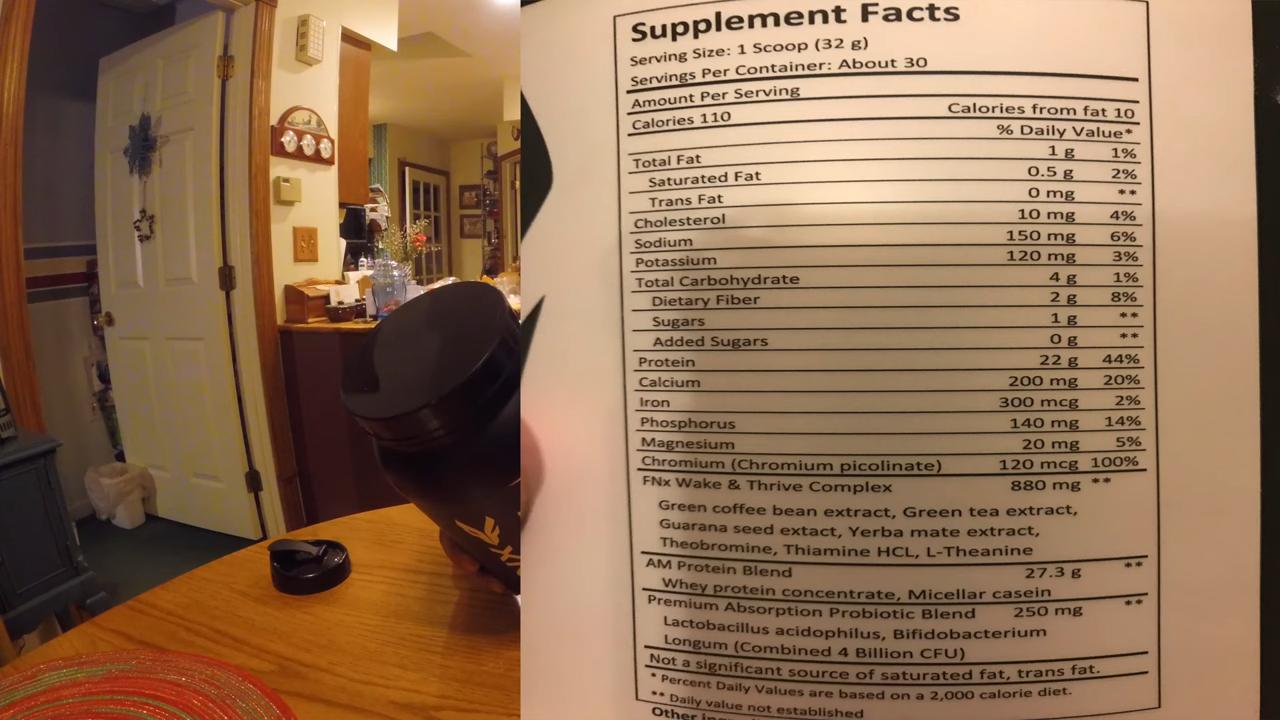 Supplement Facts
Serving Size: 1 Scoop (32 g)
Servings Per Container: About 30
Amount Per Serving
Calories 110 Calories from fat 10
% Daily Value*
Total Fat 1 g 1%
Saturated Fat 0.5 g 2%
Trans Fat 0 mg **
Cholesterol 10 mg 4%
Sodium 150 mg 6%
Potassium 120 mg 3%
Total Carbohydrate 4 g 1%
Dietary Fiber 2 g 8%
Sugars 1 g **
Added Sugars 0 g **
Protein 22 g 44%
Calcium 200 mg 20%
Iron 300 mcg 2%
Phosphorus 140 mg 14%
Magnesium 20 mg 5%
Chromium (Chromium picolinate) 120 mcg 100%
FNx Wake & Thrive Complex 880 mg **
Green coffee bean extract, Green tea extract,
Guarana seed extact, Yerba mate extract,
Theobromine, Thiamine HCL, L-Theanine
AM Protein Blend 27.3 g **
Whey protein concentrate, Micellar casein
Premium Absorption Probiotic Blend 250 mg **
Lactobacillus acidophilus, Bifidobacterium
Longum (Combined 4 Billion CFU)
Not a significant source of saturated fat, trans fat.
* Percent Daily Values are based on a 2,000 calorie diet.
** Daily value not established
Other